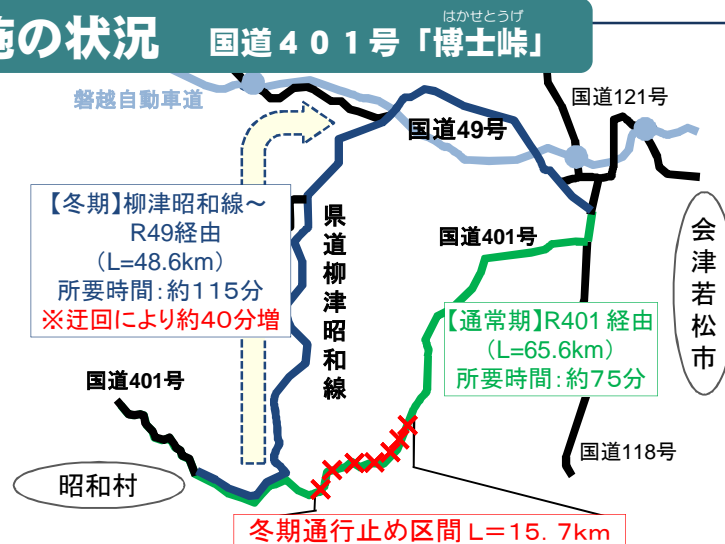 施の状況
国道401号「博士峠」
はかせとうげ
磐越自動車道
国道121号
国道49号
【冬期】柳津昭和線～
R49経由
(L=48.6km)
所要時間:約115分
※迂回により約40分増
県道柳津昭和線
国道401号
会津若松市
【通常期】R401 経由
(L=65.6km)
所要時間:約75分
国道401号
国道118号
昭和村
冬期通行止め区間 L=15.7km